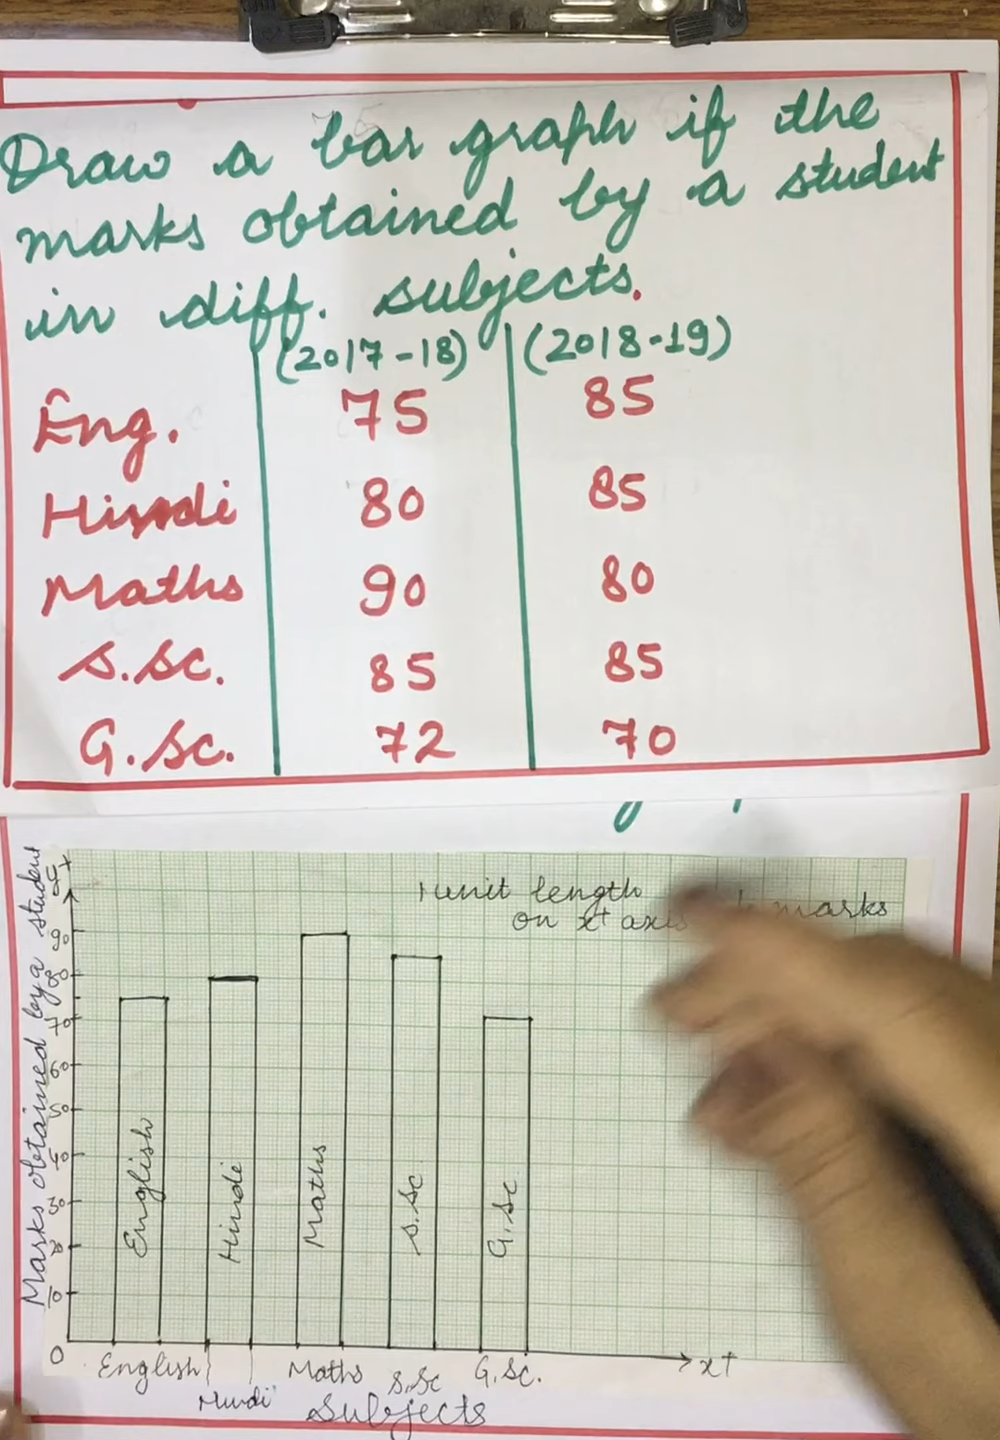 Draw a bar graph if the
marks obtained by a student
in diff. subjects.
(2017-18) (2018-19)
Eng. 75 85
Hindi 80 85
Maths 90 80
S.Sc. 85 85
G.Sc. 72 70
1 unit length
on x+ axis marks
y+
Marks obtained by a student
90
80
70
60
50
40
30
20
10
0
English
Hindi
Maths
S.Sc
G.Sc
x+
English Maths S.Sc G.Sc.
Hindi
Subjects